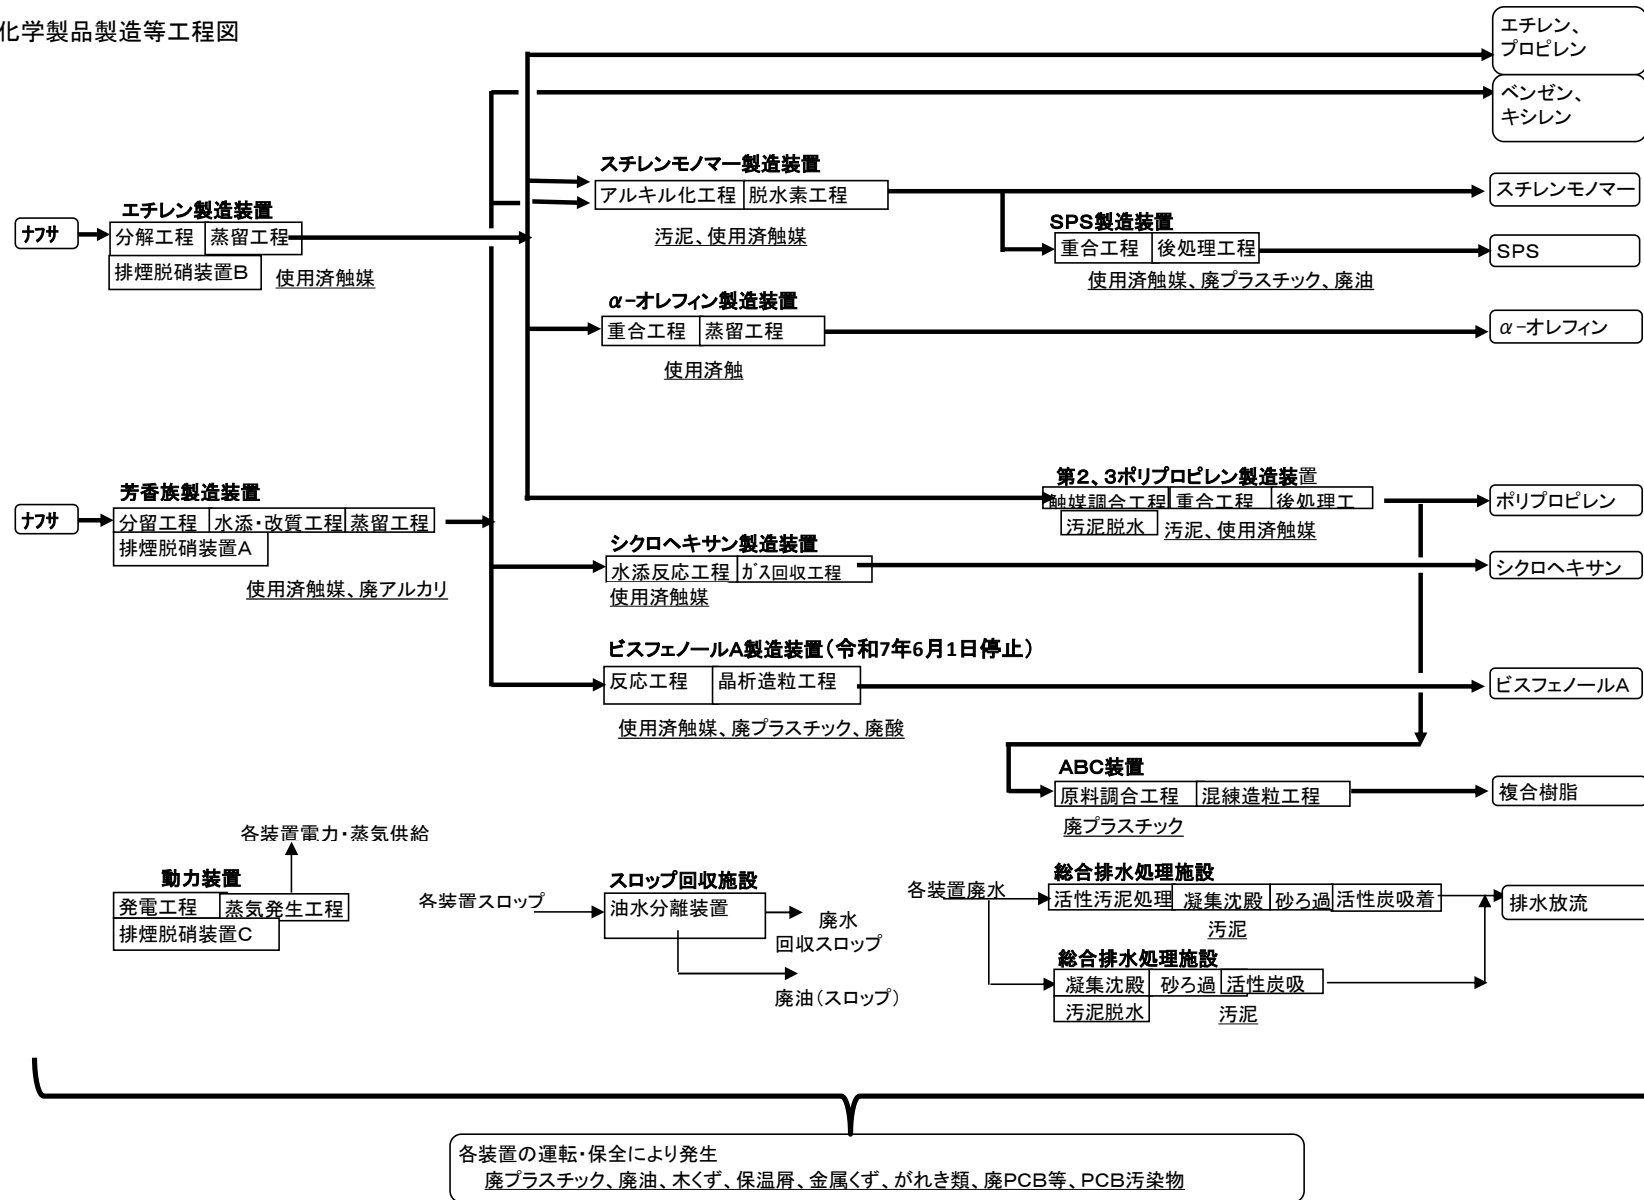 化学製品製造等工程図
エチレン、
プロピレン
ベンゼン、
キシレン
スチレンモノマー製造装置
アルキル化工程 脱水素工程
汚泥、使用済触媒
スチレンモノマー
エチレン製造装置
ナフサ
分解工程 蒸留工程
排煙脱硝装置B
使用済触媒
SPS製造装置
重合工程 後処理工程
使用済触媒、廃プラスチック、廃油
SPS
α-オレフィン製造装置
重合工程 蒸留工程
使用済触
α-オレフィン
第2、3ポリプロピレン製造装置
触媒調合工程 重合工程 後処理工
汚泥脱水
汚泥、使用済触媒
ポリプロピレン
芳香族製造装置
ナフサ
分留工程 水添・改質工程 蒸留工程
排煙脱硝装置A
使用済触媒、廃アルカリ
シクロヘキサン製造装置
水添反応工程 ガス回収工程
使用済触媒
シクロヘキサン
ビスフェノールA製造装置(令和7年6月1日停止)
反応工程 晶析造粒工程
使用済触媒、廃プラスチック、廃酸
ビスフェノールA
ABC装置
原料調合工程 混練造粒工程
廃プラスチック
複合樹脂
各装置電力・蒸気供給
動力装置
発電工程 蒸気発生工程
排煙脱硝装置C
各装置スロップ
スロップ回収施設
油水分離装置
廃水
回収スロップ
廃油(スロップ)
各装置廃水
総合排水処理施設
活性汚泥処理 凝集沈殿 砂ろ過 活性炭吸着
汚泥
排水放流
総合排水処理施設
凝集沈殿 砂ろ過 活性炭吸
汚泥脱水
汚泥
各装置の運転・保全により発生
廃プラスチック、廃油、木くず、保温屑、金属くず、がれき類、廃PCB等、PCB汚染物